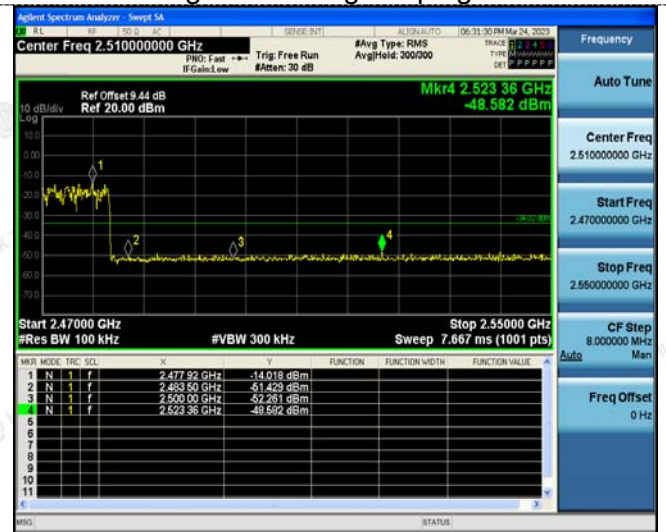 Agilent Spectrum Analyzer - Swept SA
RL RF 50 Ω AC SENSE:INT ALIGNAUTO 06:31:30 PM Mar 24, 2023
Center Freq 2.510000000 GHz
PNO: Fast Trig: Free Run
IFGain:Low #Atten: 30 dB
#Avg Type: RMS
Avg|Hold: 300/300
TRACE 1 2 3 4 5 6
TYPE M
DET P P P P P P
Mkr4 2.523 36 GHz
-48.582 dBm
Ref Offset 9.44 dB
10 dB/div Ref 20.00 dBm
Log
10.0
0.00
-10.0
-20.0
-30.0
-40.0
-50.0
-60.0
-70.0
1
2
3
4
-34.02 dBm
Start 2.47000 GHz Stop 2.55000 GHz
#Res BW 100 kHz #VBW 300 kHz Sweep 7.667 ms (1001 pts)
MKR MODE TRC SCL X Y FUNCTION FUNCTION WIDTH FUNCTION VALUE
1 N 1 f 2.477 92 GHz -14.018 dBm
2 N 1 f 2.483 50 GHz -51.429 dBm
3 N 1 f 2.500 00 GHz -52.261 dBm
4 N 1 f 2.523 36 GHz -48.582 dBm
5
6
7
8
9
10
11
MSG STATUS
Frequency
Auto Tune
Center Freq
2.510000000 GHz
Start Freq
2.470000000 GHz
Stop Freq
2.550000000 GHz
CF Step
8.000000 MHz
Auto Man
Freq Offset
0 Hz